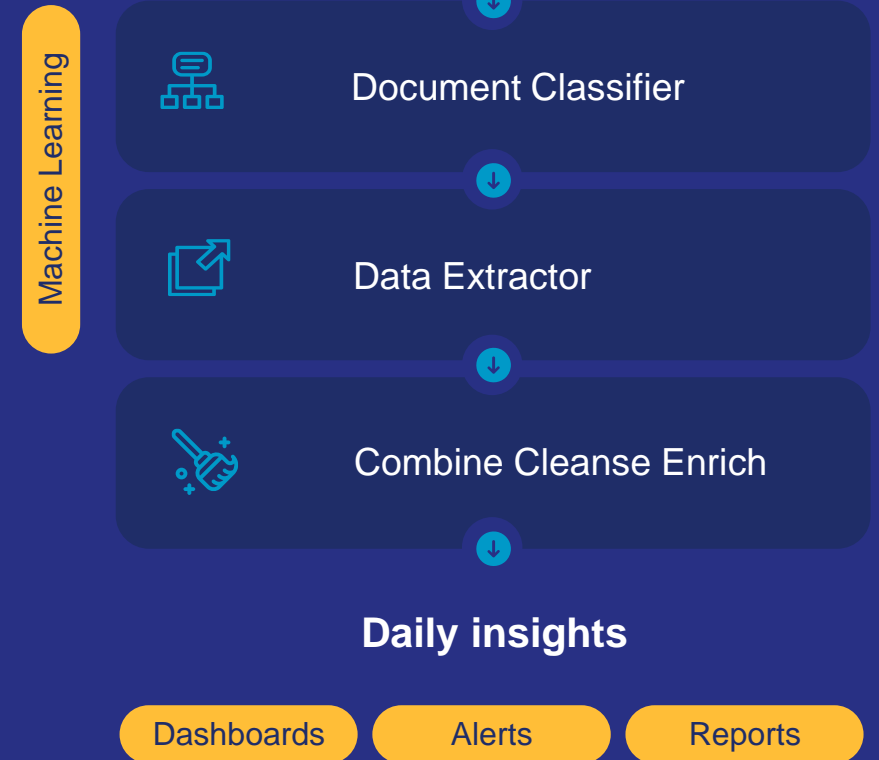 Machine Learning
Document Classifier
Data Extractor
Combine Cleanse Enrich
Daily insights
Dashboards
Alerts
Reports